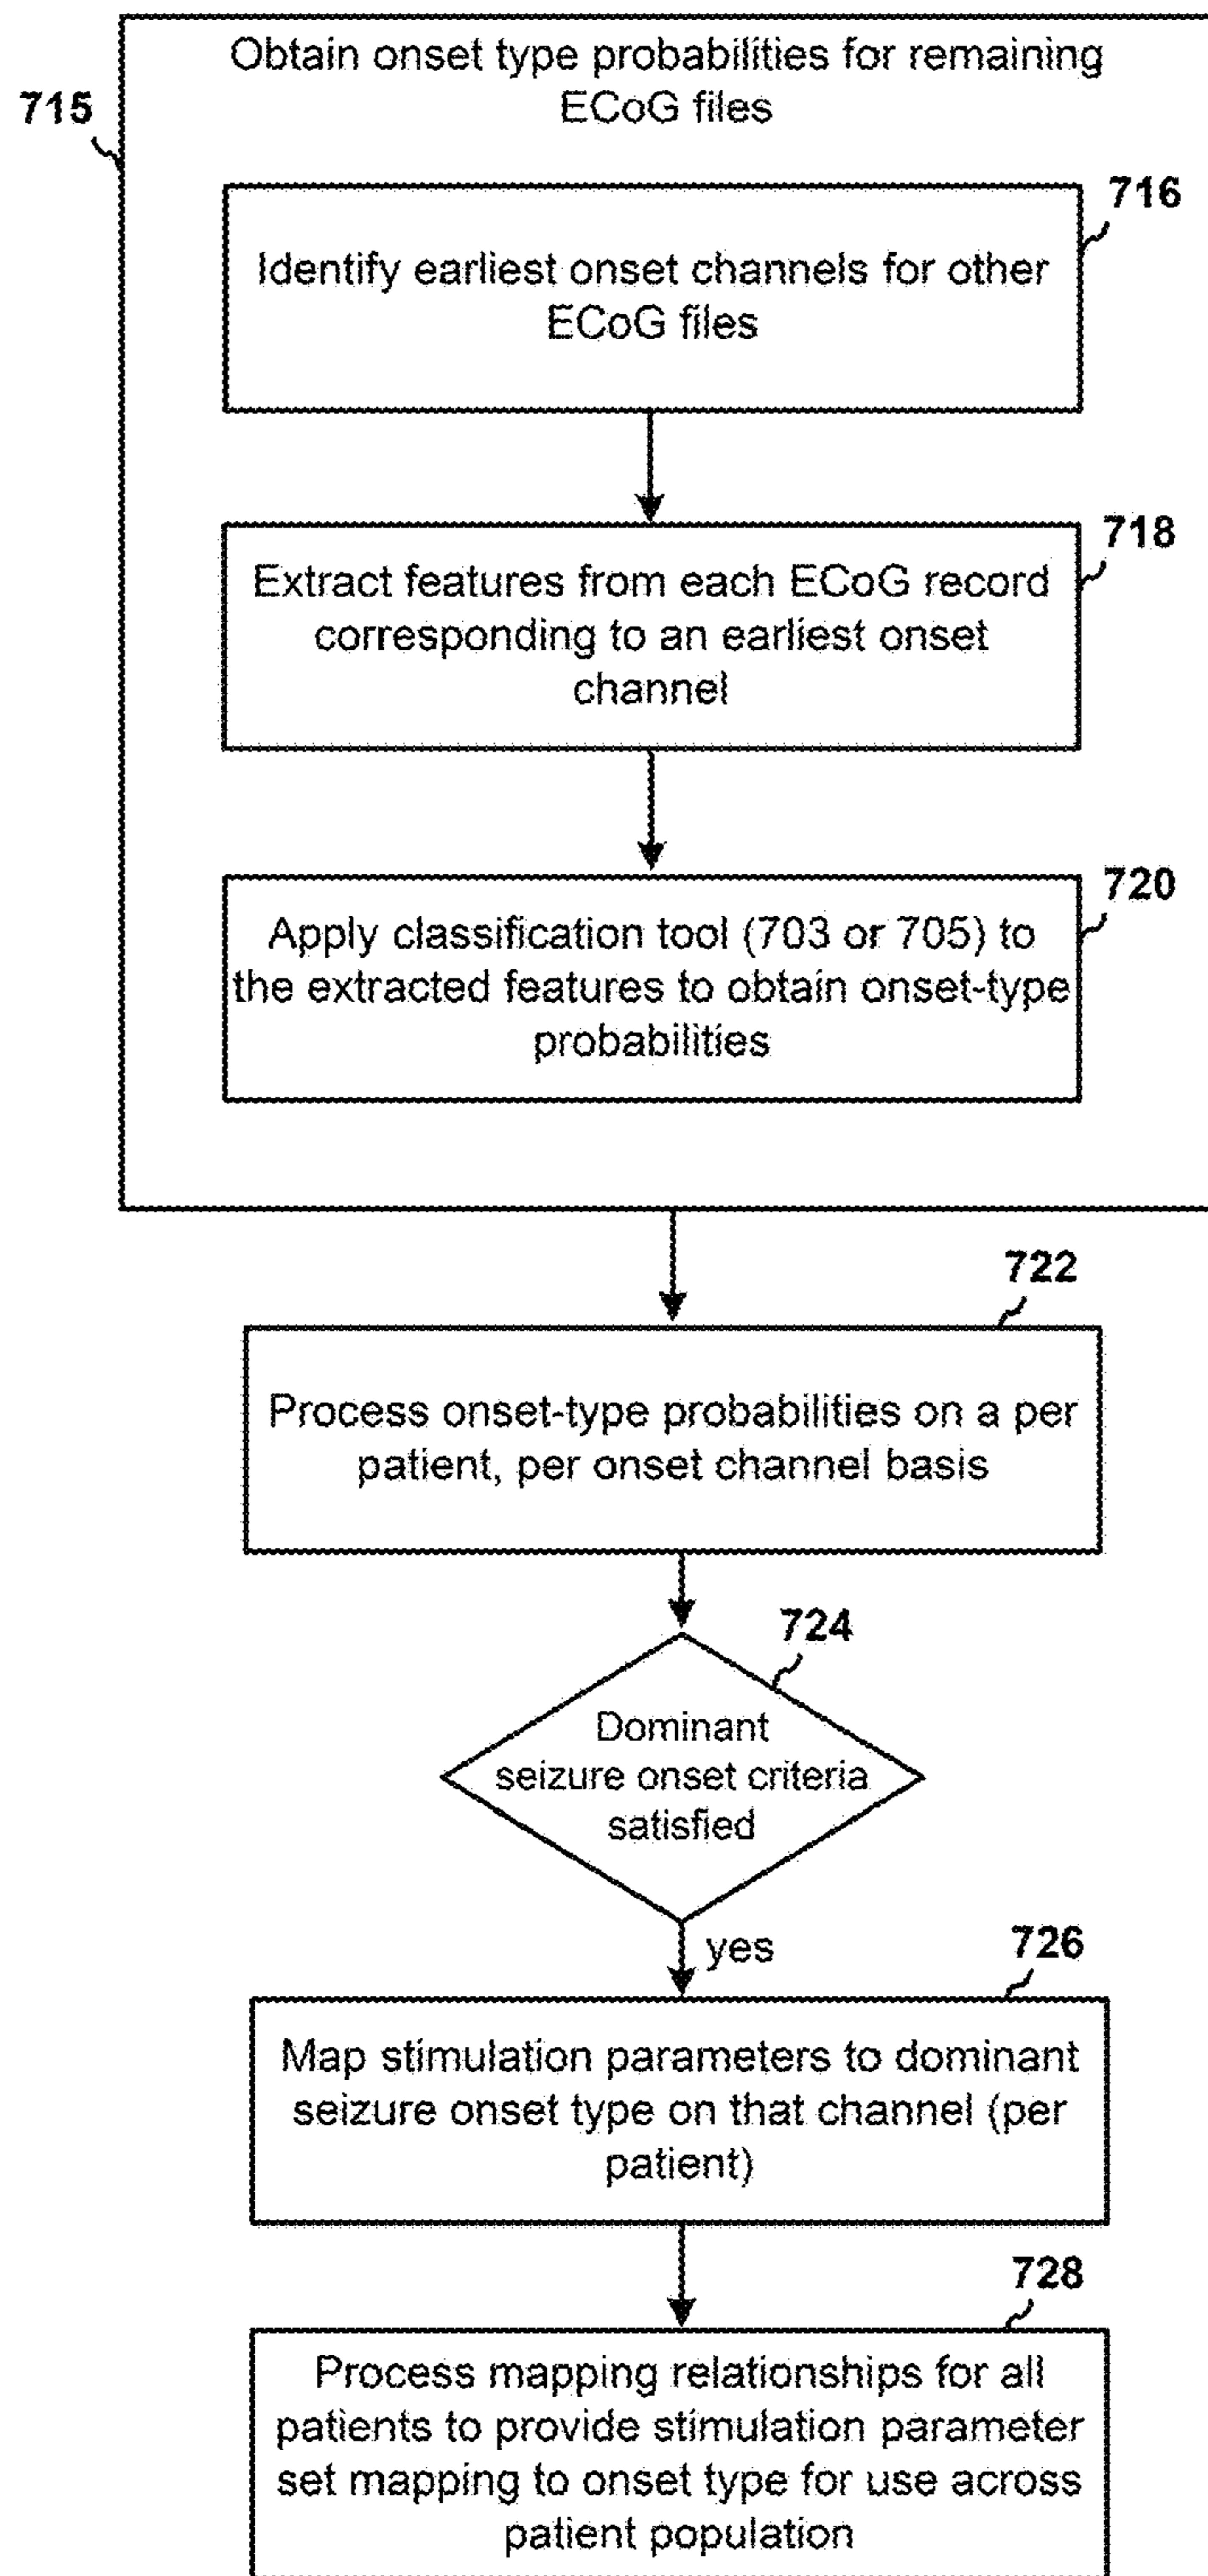 Obtain onset type probabilities for remaining
ECoG files
715
716
Identify earliest onset channels for other
ECoG files
718
Extract features from each ECoG record
corresponding to an earliest onset
channel
720
Apply classification tool (703 or 705) to
the extracted features to obtain onset-type
probabilities
722
Process onset-type probabilities on a per
patient, per onset channel basis
724
Dominant
seizure onset criteria
satisfied
yes
726
Map stimulation parameters to dominant
seizure onset type on that channel (per
patient)
728
Process mapping relationships for all
patients to provide stimulation parameter
set mapping to onset type for use across
patient population